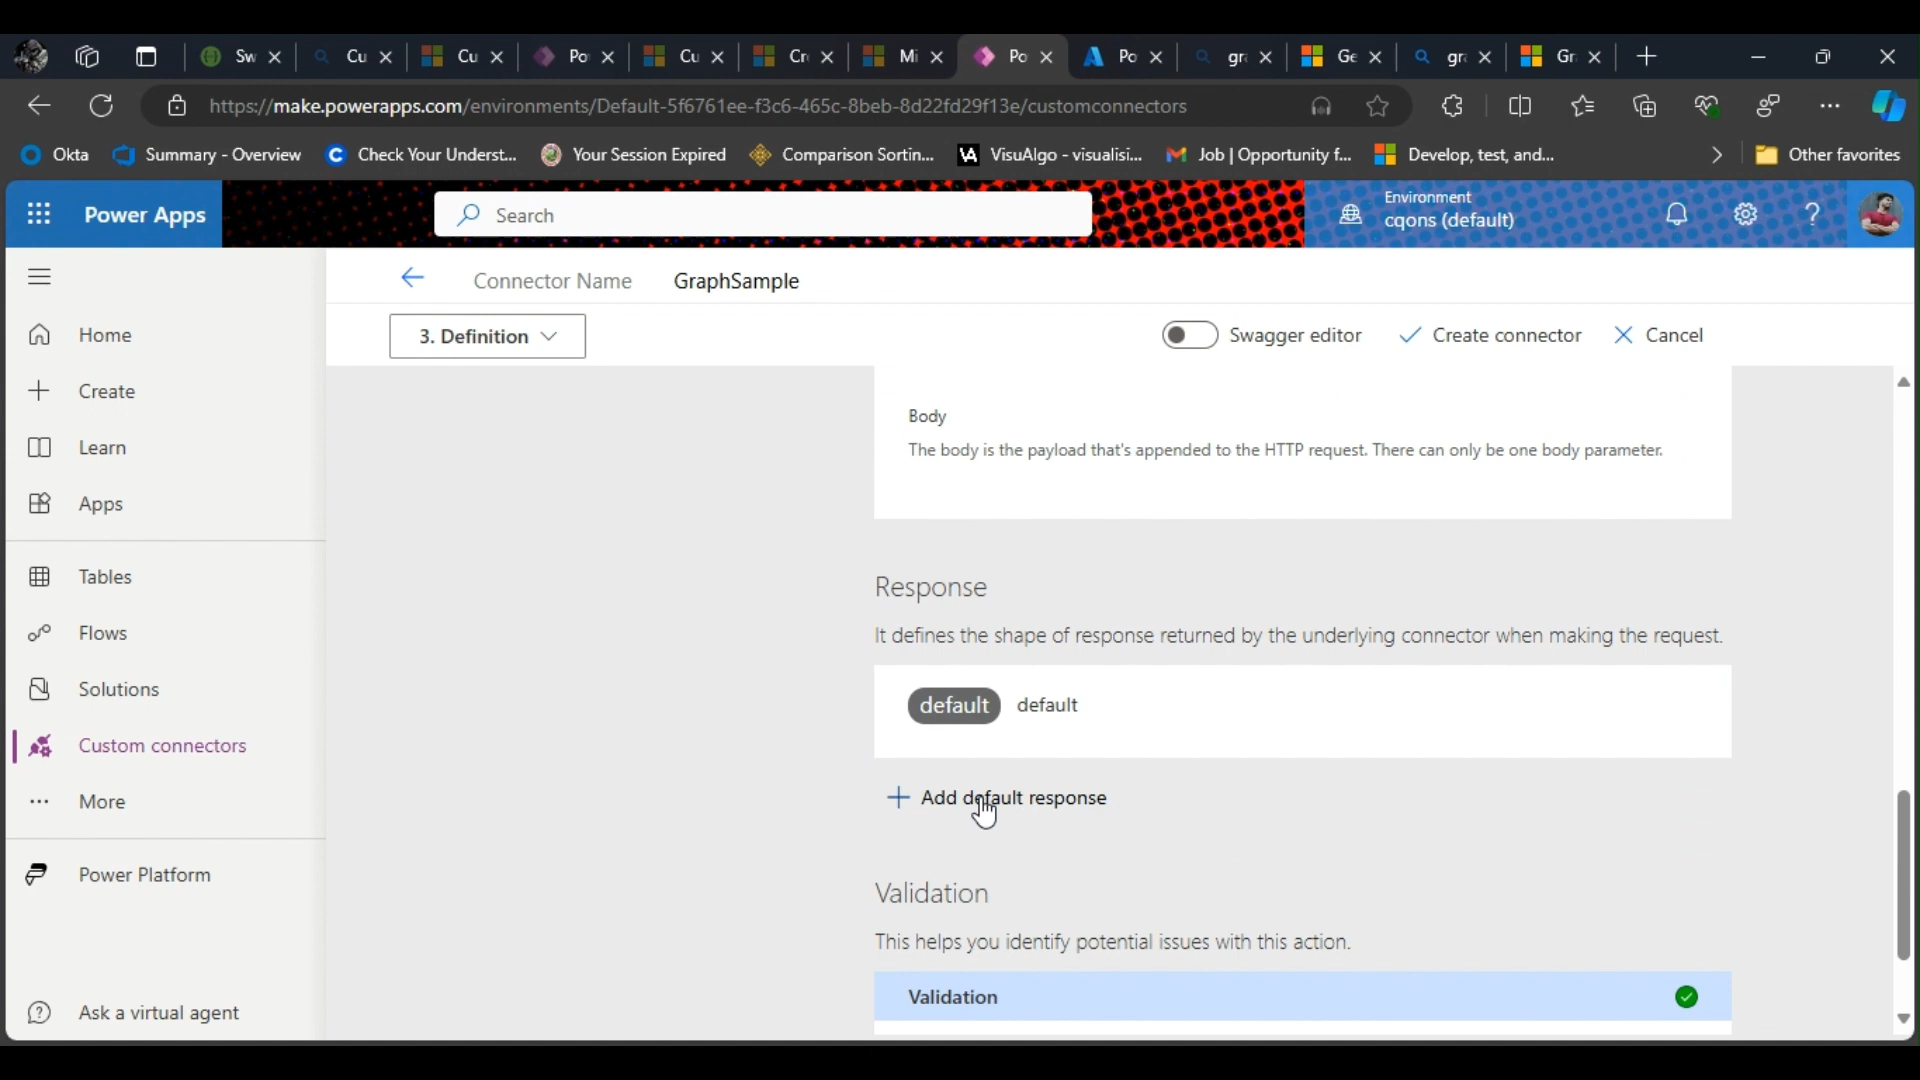 Sw
Cu
Cu
Po
Cu
Cr
Mi
Po
Po
gra
Ge
gra
Gr
https://make.powerapps.com/environments/Default-5f6761ee-f3c6-465c-8beb-8d22fd29f13e/customconnectors
Okta
Summary - Overview
Check Your Underst...
Your Session Expired
Comparison Sortin...
VA VisuAlgo - visualisi...
Job | Opportunity f...
Develop, test, and...
Other favorites
Power Apps
Search
Environment
cqons (default)
Connector Name GraphSample
Home
3. Definition
Swagger editor
Create connector
Cancel
Create
Learn
Apps
Tables
Flows
Solutions
Custom connectors
More
Power Platform
Ask a virtual agent
Body
The body is the payload that's appended to the HTTP request. There can only be one body parameter.
Response
It defines the shape of response returned by the underlying connector when making the request.
default default
Add default response
Validation
This helps you identify potential issues with this action.
Validation